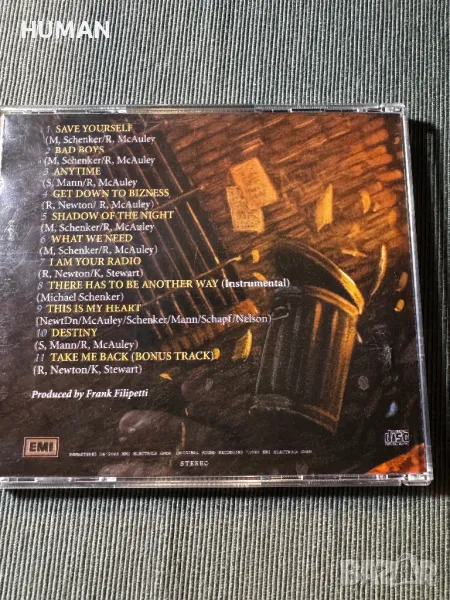 HUMAN
1 SAVE YOURSELF
(M, Schenker/R, McAuley
2 BAD BOYS
(M, Schenker/R, McAuley
3 ANYTIME
(S, Mann/R, McAuley
4 GET DOWN TO BIZNESS
(R, Newton/ R, McAuley)
5 SHADOW OF THE NIGHT
(M, Schenker/R, McAuley
6 WHAT WE NEED
(M, Schenker/R, McAuley)
7 I AM YOUR RADIO
(R, Newton/K, Stewart)
8 THERE HAS TO BE ANOTHER WAY (Instrumental)
(Michael Schenker)
9 THIS IS MY HEART
(NewtDn/McAuley/Schenker/Mann/Schapf/Nelson)
10 DESTINY
(S, Mann/R, McAuley)
11 TAKE ME BACK (BONUS TRACK)
(R, Newton/K, Stewart)
Produced by Frank Filipetti
EMI
COMPACT disc
STEREO
BAZAR